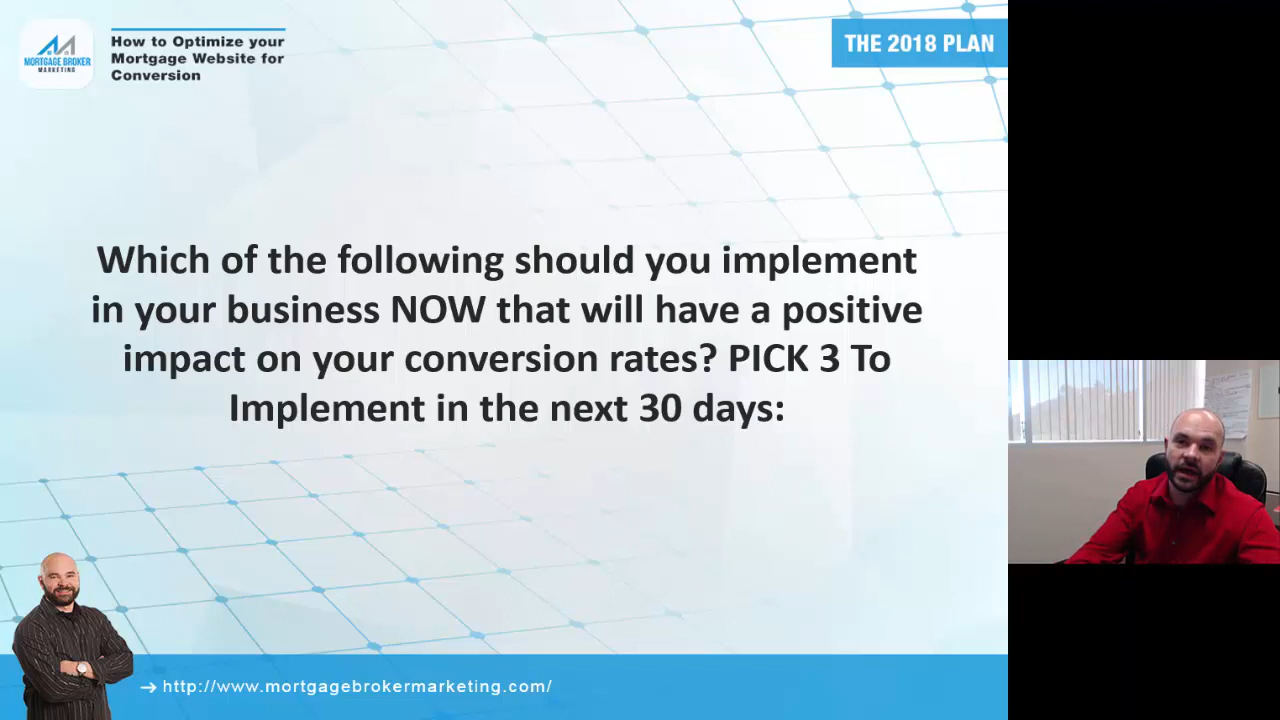 MORTGAGE BROKER
MARKETING
How to Optimize your
Mortgage Website for
Conversion
THE 2018 PLAN
Which of the following should you implement
in your business NOW that will have a positive
impact on your conversion rates? PICK 3 To
Implement in the next 30 days:
http://www.mortgagebrokermarketing.com/